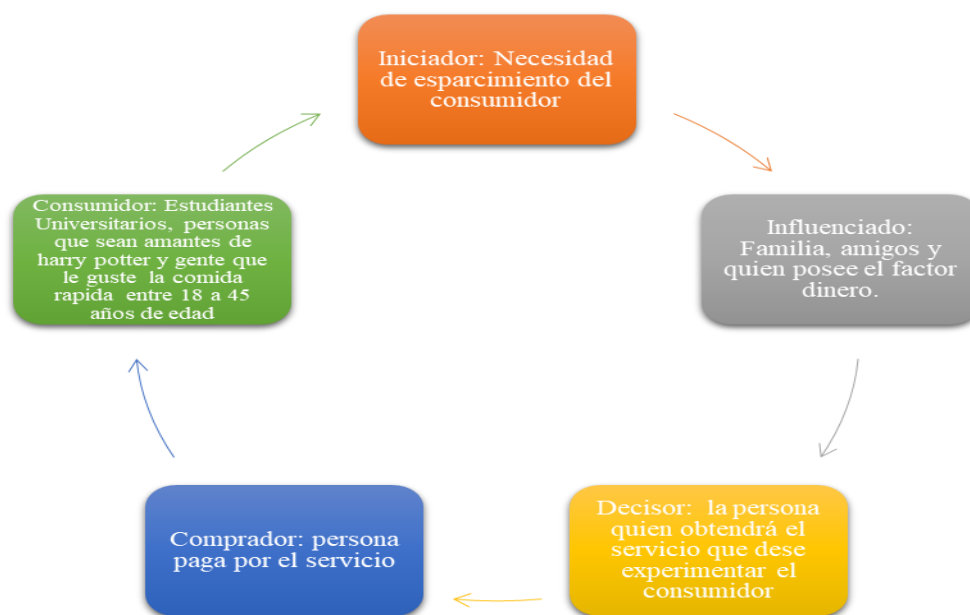 Iniciador: Necesidad
de esparcimiento del
consumidor
Influenciado:
Familia, amigos y
quien posee el factor
dinero.
Decisor: la persona
quien obtendrá el
servicio que dese
experimentar el
consumidor
Comprador: persona
paga por el servicio
Consumidor: Estudiantes
Universitarios, personas
que sean amantes de
harry potter y gente que
le guste la comida
rapida entre 18 a 45
años de edad